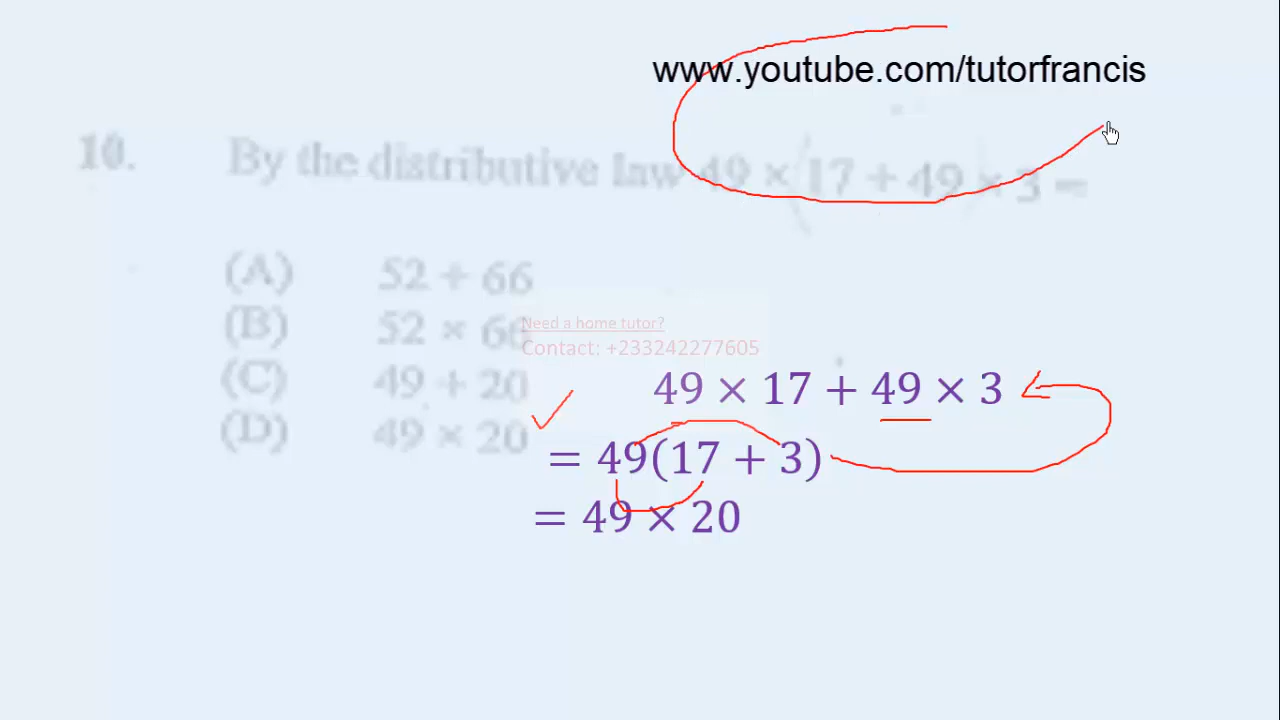 www.youtube.com/tutorfrancis
10. By the distributive law 49 × (17 + 49) × 3 =
(A) 52 + 66
(B) 52 × 66
Need a home tutor?
Contact: +233242277605
(C) 49 + 20
49 × 17 + 49 × 3
(D) 49 × 20
= 49(17 + 3)
= 49 × 20